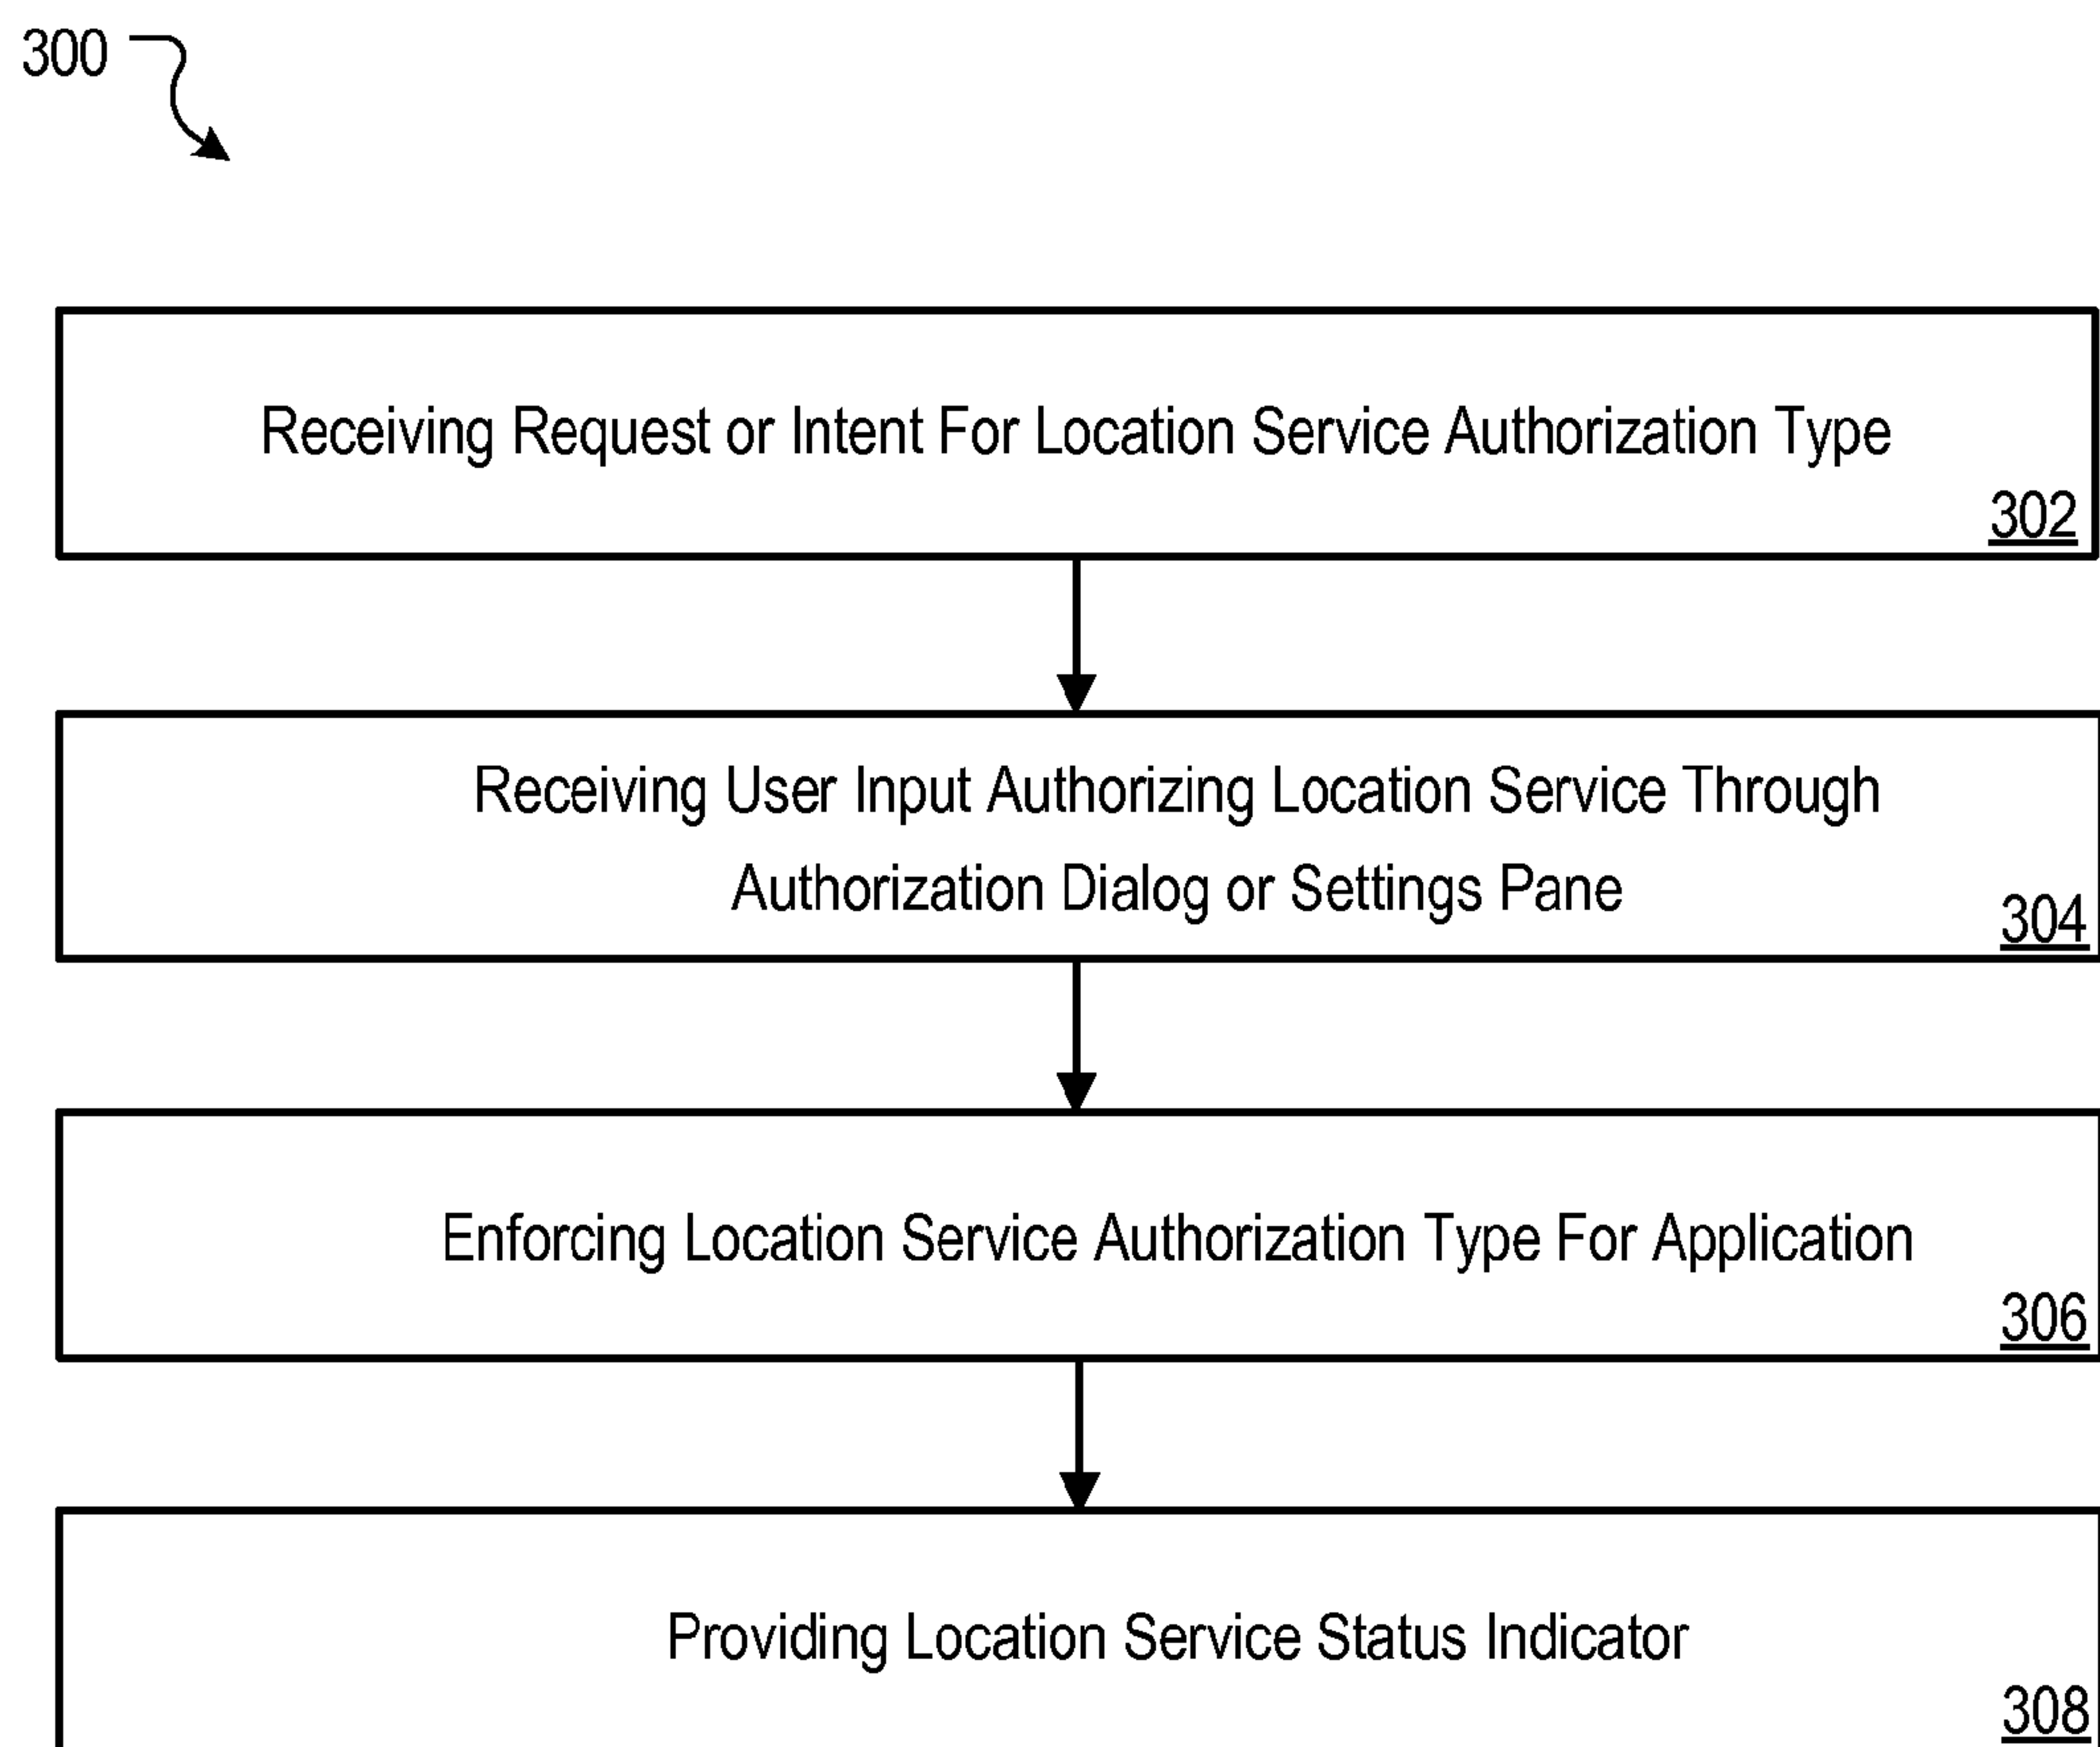 300
Receiving Request or Intent For Location Service Authorization Type
302
Receiving User Input Authorizing Location Service Through
Authorization Dialog or Settings Pane
304
Enforcing Location Service Authorization Type For Application
306
Providing Location Service Status Indicator
308